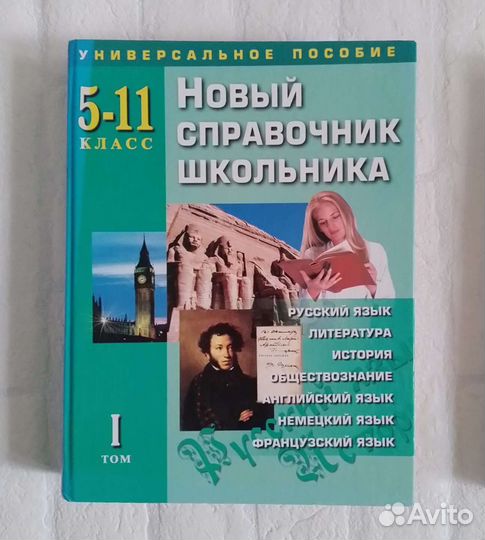 УНИВЕРСАЛЬНОЕ ПОСОБИЕ
5-11
КЛАСС
НОВЫЙ
СПРАВОЧНИК
ШКОЛЬНИКА
РУССКИЙ ЯЗЫК
ЛИТЕРАТУРА
ИСТОРИЯ
ОБЩЕСТВОЗНАНИЕ
АНГЛИЙСКИЙ ЯЗЫК
НЕМЕЦКИЙ ЯЗЫК
ФРАНЦУЗСКИЙ ЯЗЫК
I
ТОМ
Avito